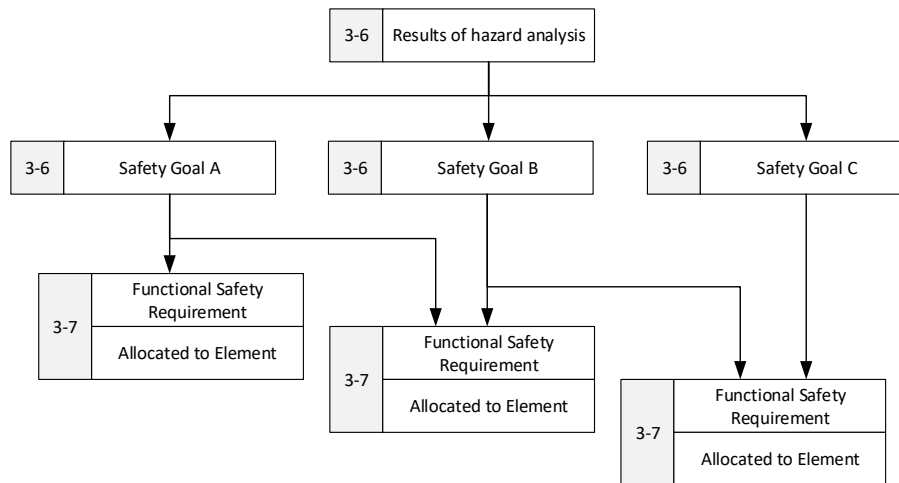 3-6 Results of hazard analysis
3-6 Safety Goal A
3-6 Safety Goal B
3-6 Safety Goal C
3-7
Functional Safety
Requirement
Allocated to Element
3-7
Functional Safety
Requirement
Allocated to Element
3-7
Functional Safety
Requirement
Allocated to Element